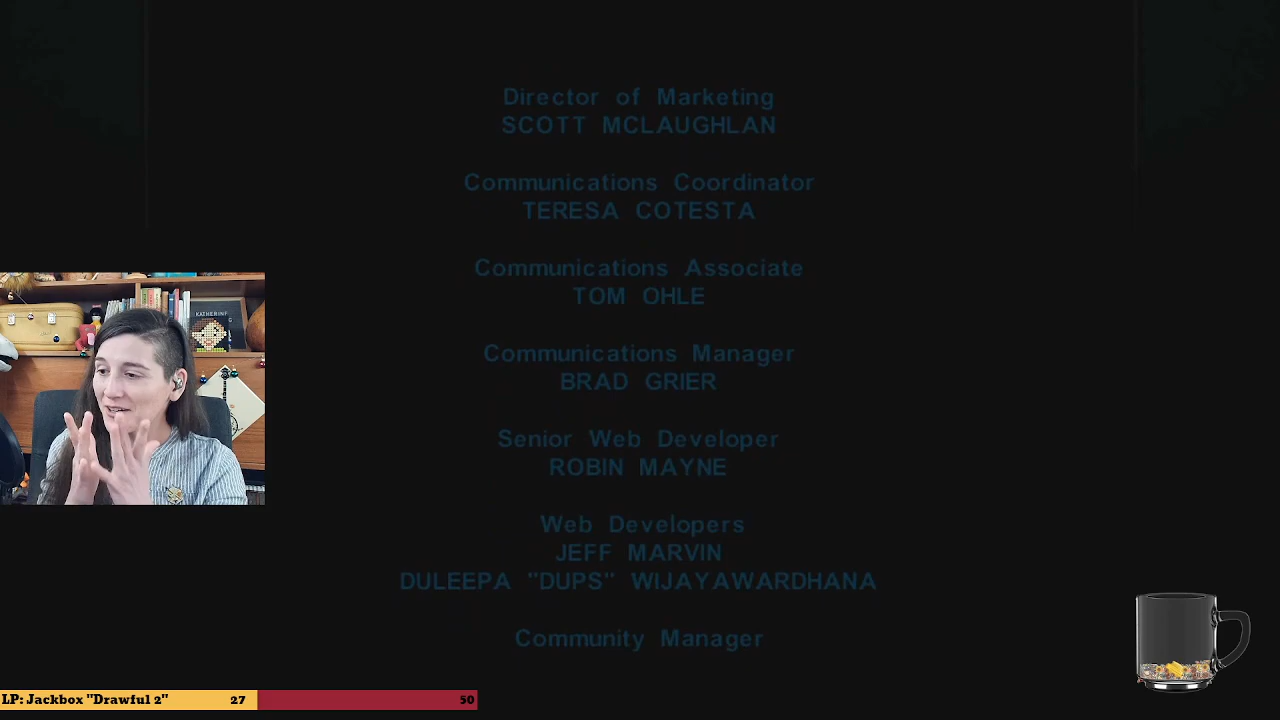 Director of Marketing
SCOTT MCLAUGHLAN
Communications Coordinator
TERESA COTESTA
Communications Associate
TOM OHLE
Communications Manager
BRAD GRIER
Senior Web Developer
ROBIN MAYNE
Web Developers
JEFF MARVIN
DULEEPA "DUPS" WIJAYAWARDHANA
Community Manager
KATHERINE
LP: Jackbox "Drawful 2" 27 50